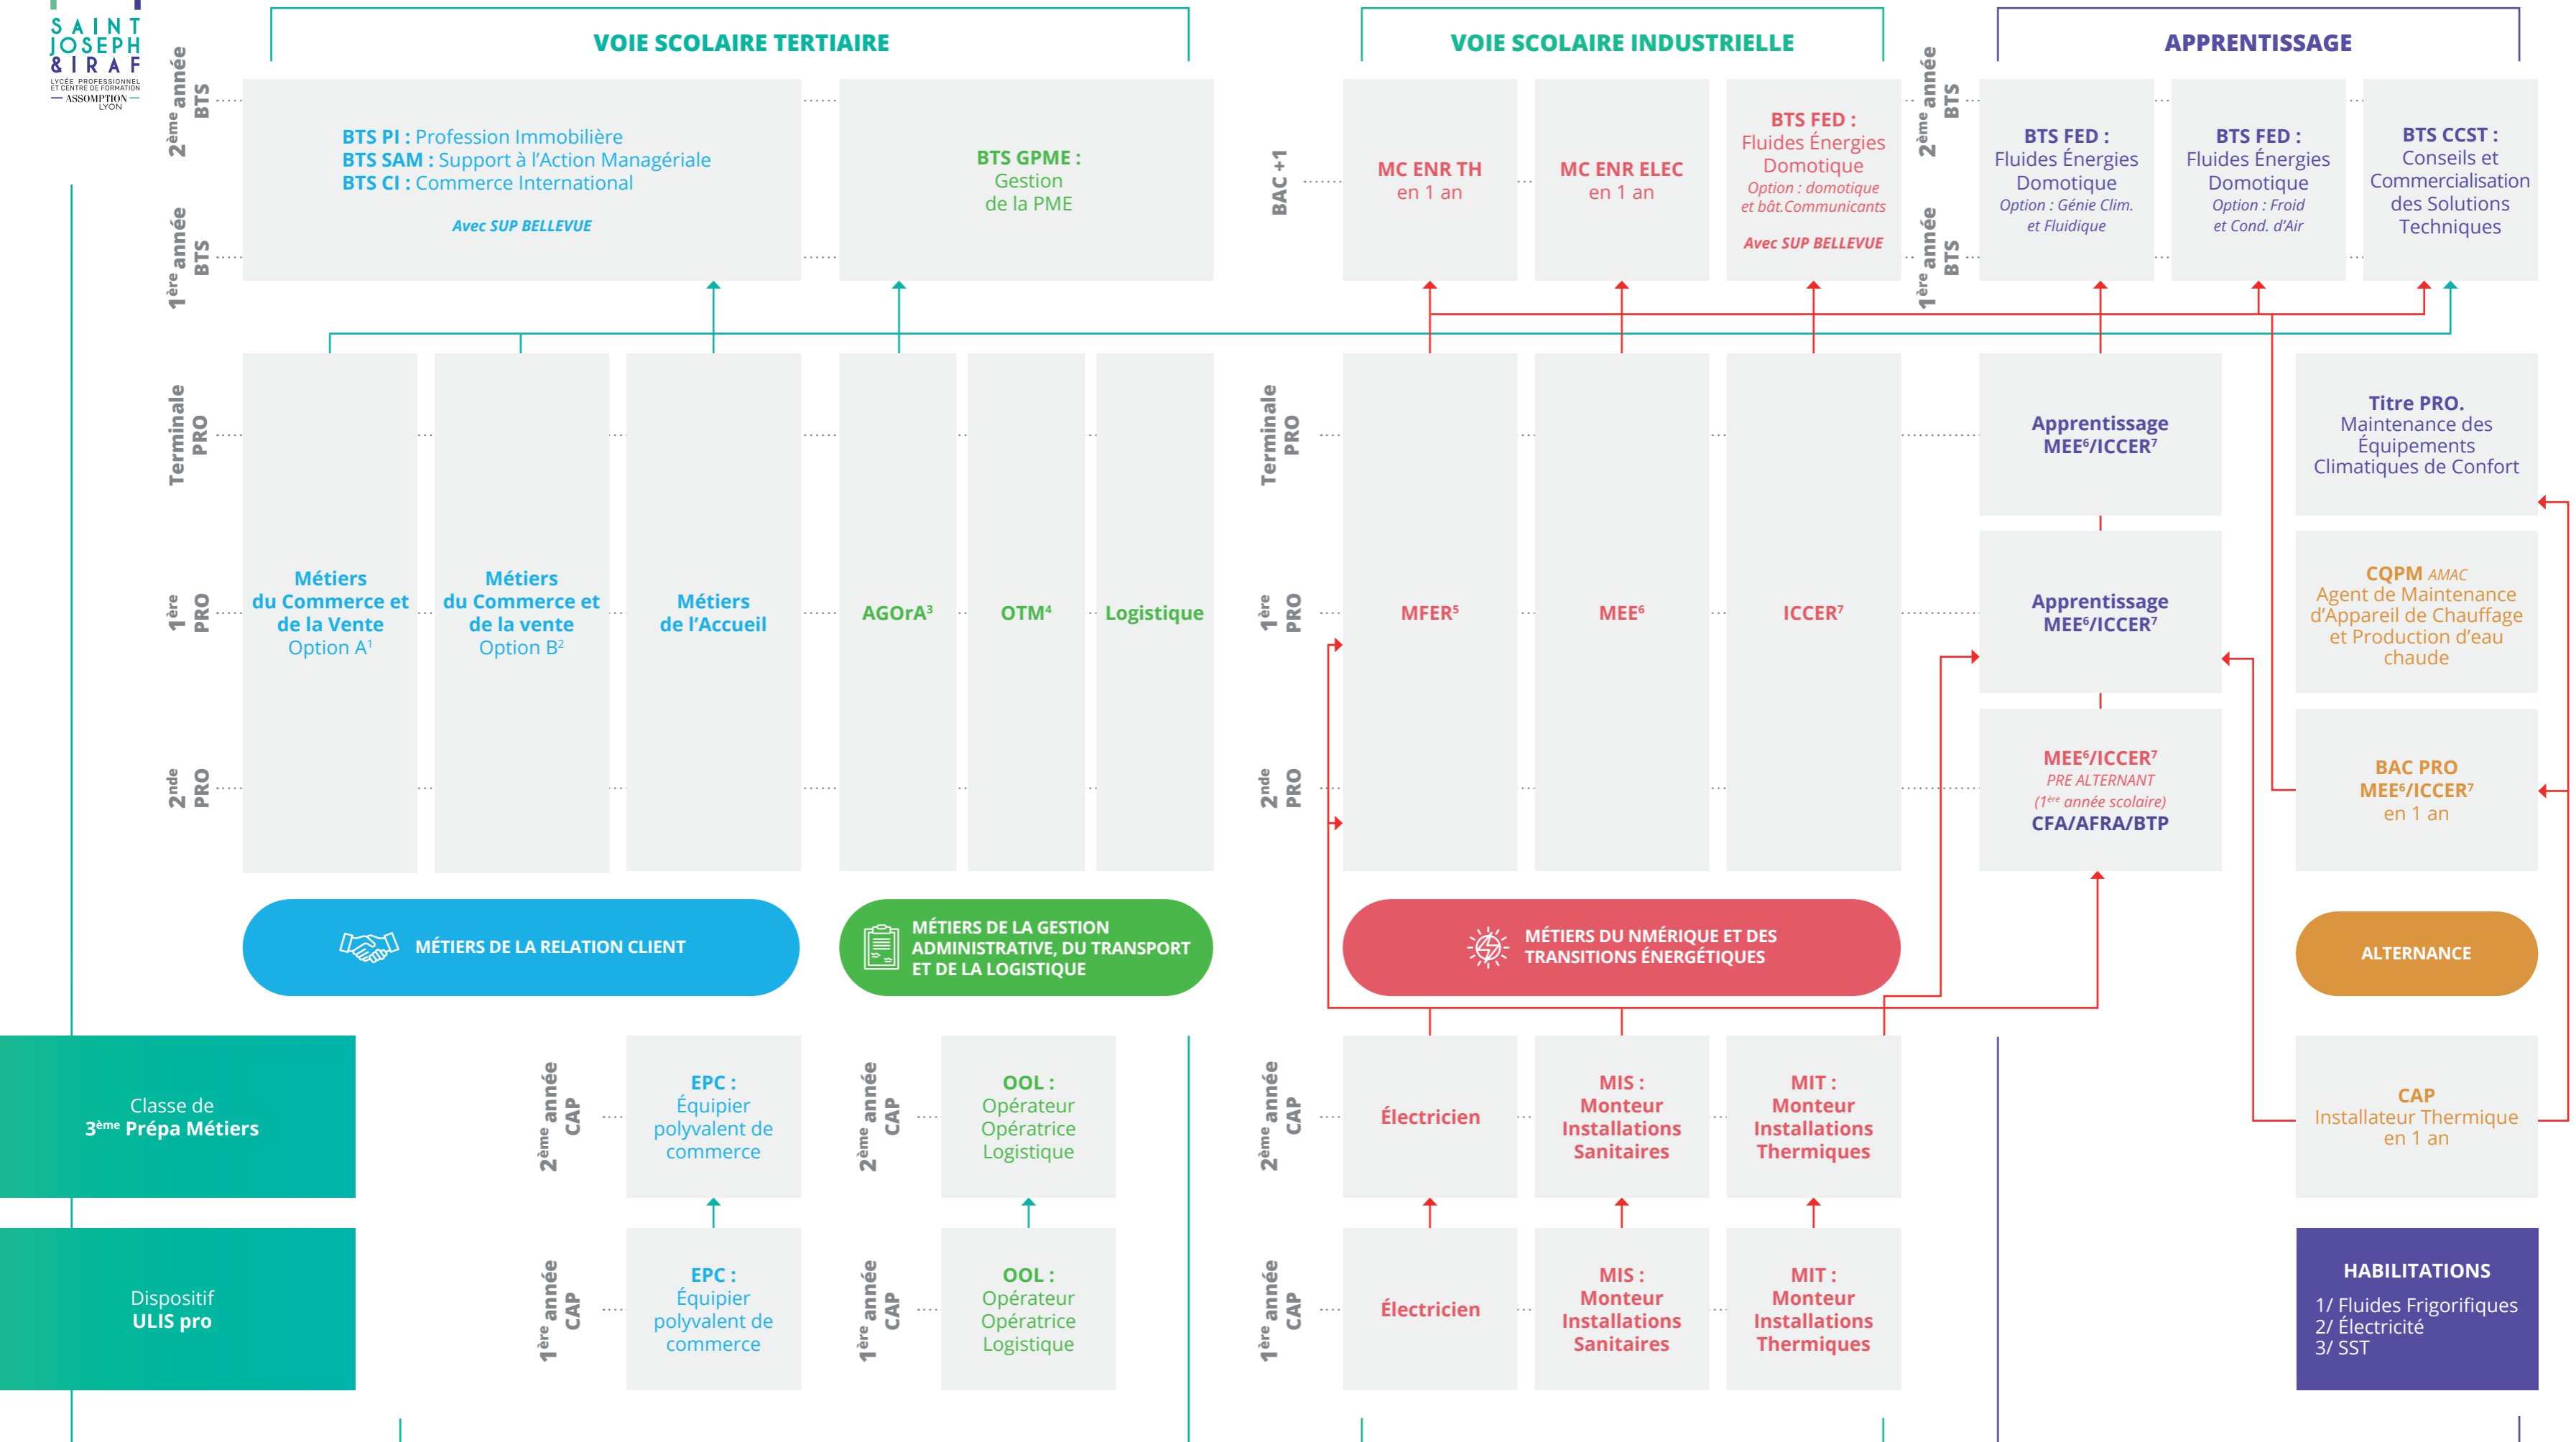 SAINT
JOSEPH
&IRAF
LYCÉE PROFESSIONNEL
ET CENTRE DE FORMATION
ASSOMPTION
LYON
VOIE SCOLAIRE TERTIAIRE
VOIE SCOLAIRE INDUSTRIELLE
APPRENTISSAGE
2ème année
BTS
1ère année
BTS
BTS PI : Profession Immobilière
BTS SAM : Support à l'Action Managériale
BTS CI : Commerce International
Avec SUP BELLEVUE
BTS GPME :
Gestion
de la PME
BAC +1
MC ENR TH
en 1 an
MC ENR ELEC
en 1 an
BTS FED :
Fluides Énergies
Domotique
Option : domotique
et bât.Communicants
Avec SUP BELLEVUE
2ème année
BTS
1ère année
BTS
BTS FED :
Fluides Énergies
Domotique
Option : Génie Clim.
et Fluidique
BTS FED :
Fluides Énergies
Domotique
Option : Froid
et Cond. d'Air
BTS CCST :
Conseils et
Commercialisation
des Solutions
Techniques
Terminale
PRO
1ère
PRO
2nde
PRO
Métiers
du Commerce et
de la Vente
Option A1
Métiers
du Commerce et
de la vente
Option B2
Métiers
de l'Accueil
AGOrA3
OTM4
Logistique
Terminale
PRO
1ère
PRO
2nde
PRO
MFER5
MEE6
ICCER7
Apprentissage
MEE6/ICCER7
Apprentissage
MEE6/ICCER7
MEE6/ICCER7
PRE ALTERNANT
(1ère année scolaire)
CFA/AFRA/BTP
Titre PRO.
Maintenance des
Équipements
Climatiques de Confort
CQPM AMAC
Agent de Maintenance
d'Appareil de Chauffage
et Production d'eau
chaude
BAC PRO
MEE6/ICCER7
en 1 an
MÉTIERS DE LA RELATION CLIENT
MÉTIERS DE LA GESTION
ADMINISTRATIVE, DU TRANSPORT
ET DE LA LOGISTIQUE
MÉTIERS DU NMÉRIQUE ET DES
TRANSITIONS ÉNERGÉTIQUES
ALTERNANCE
Classe de
3ème Prépa Métiers
2ème année
CAP
EPC :
Équipier
polyvalent de
commerce
2ème année
CAP
OOL :
Opérateur
Opératrice
Logistique
2ème année
CAP
Électricien
MIS :
Monteur
Installations
Sanitaires
MIT :
Monteur
Installations
Thermiques
CAP
Installateur Thermique
en 1 an
Dispositif
ULIS pro
1ère année
CAP
EPC :
Équipier
polyvalent de
commerce
1ère année
CAP
OOL :
Opérateur
Opératrice
Logistique
1ère année
CAP
Électricien
MIS :
Monteur
Installations
Sanitaires
MIT :
Monteur
Installations
Thermiques
HABILITATIONS
1/ Fluides Frigorifiques
2/ Électricité
3/ SST